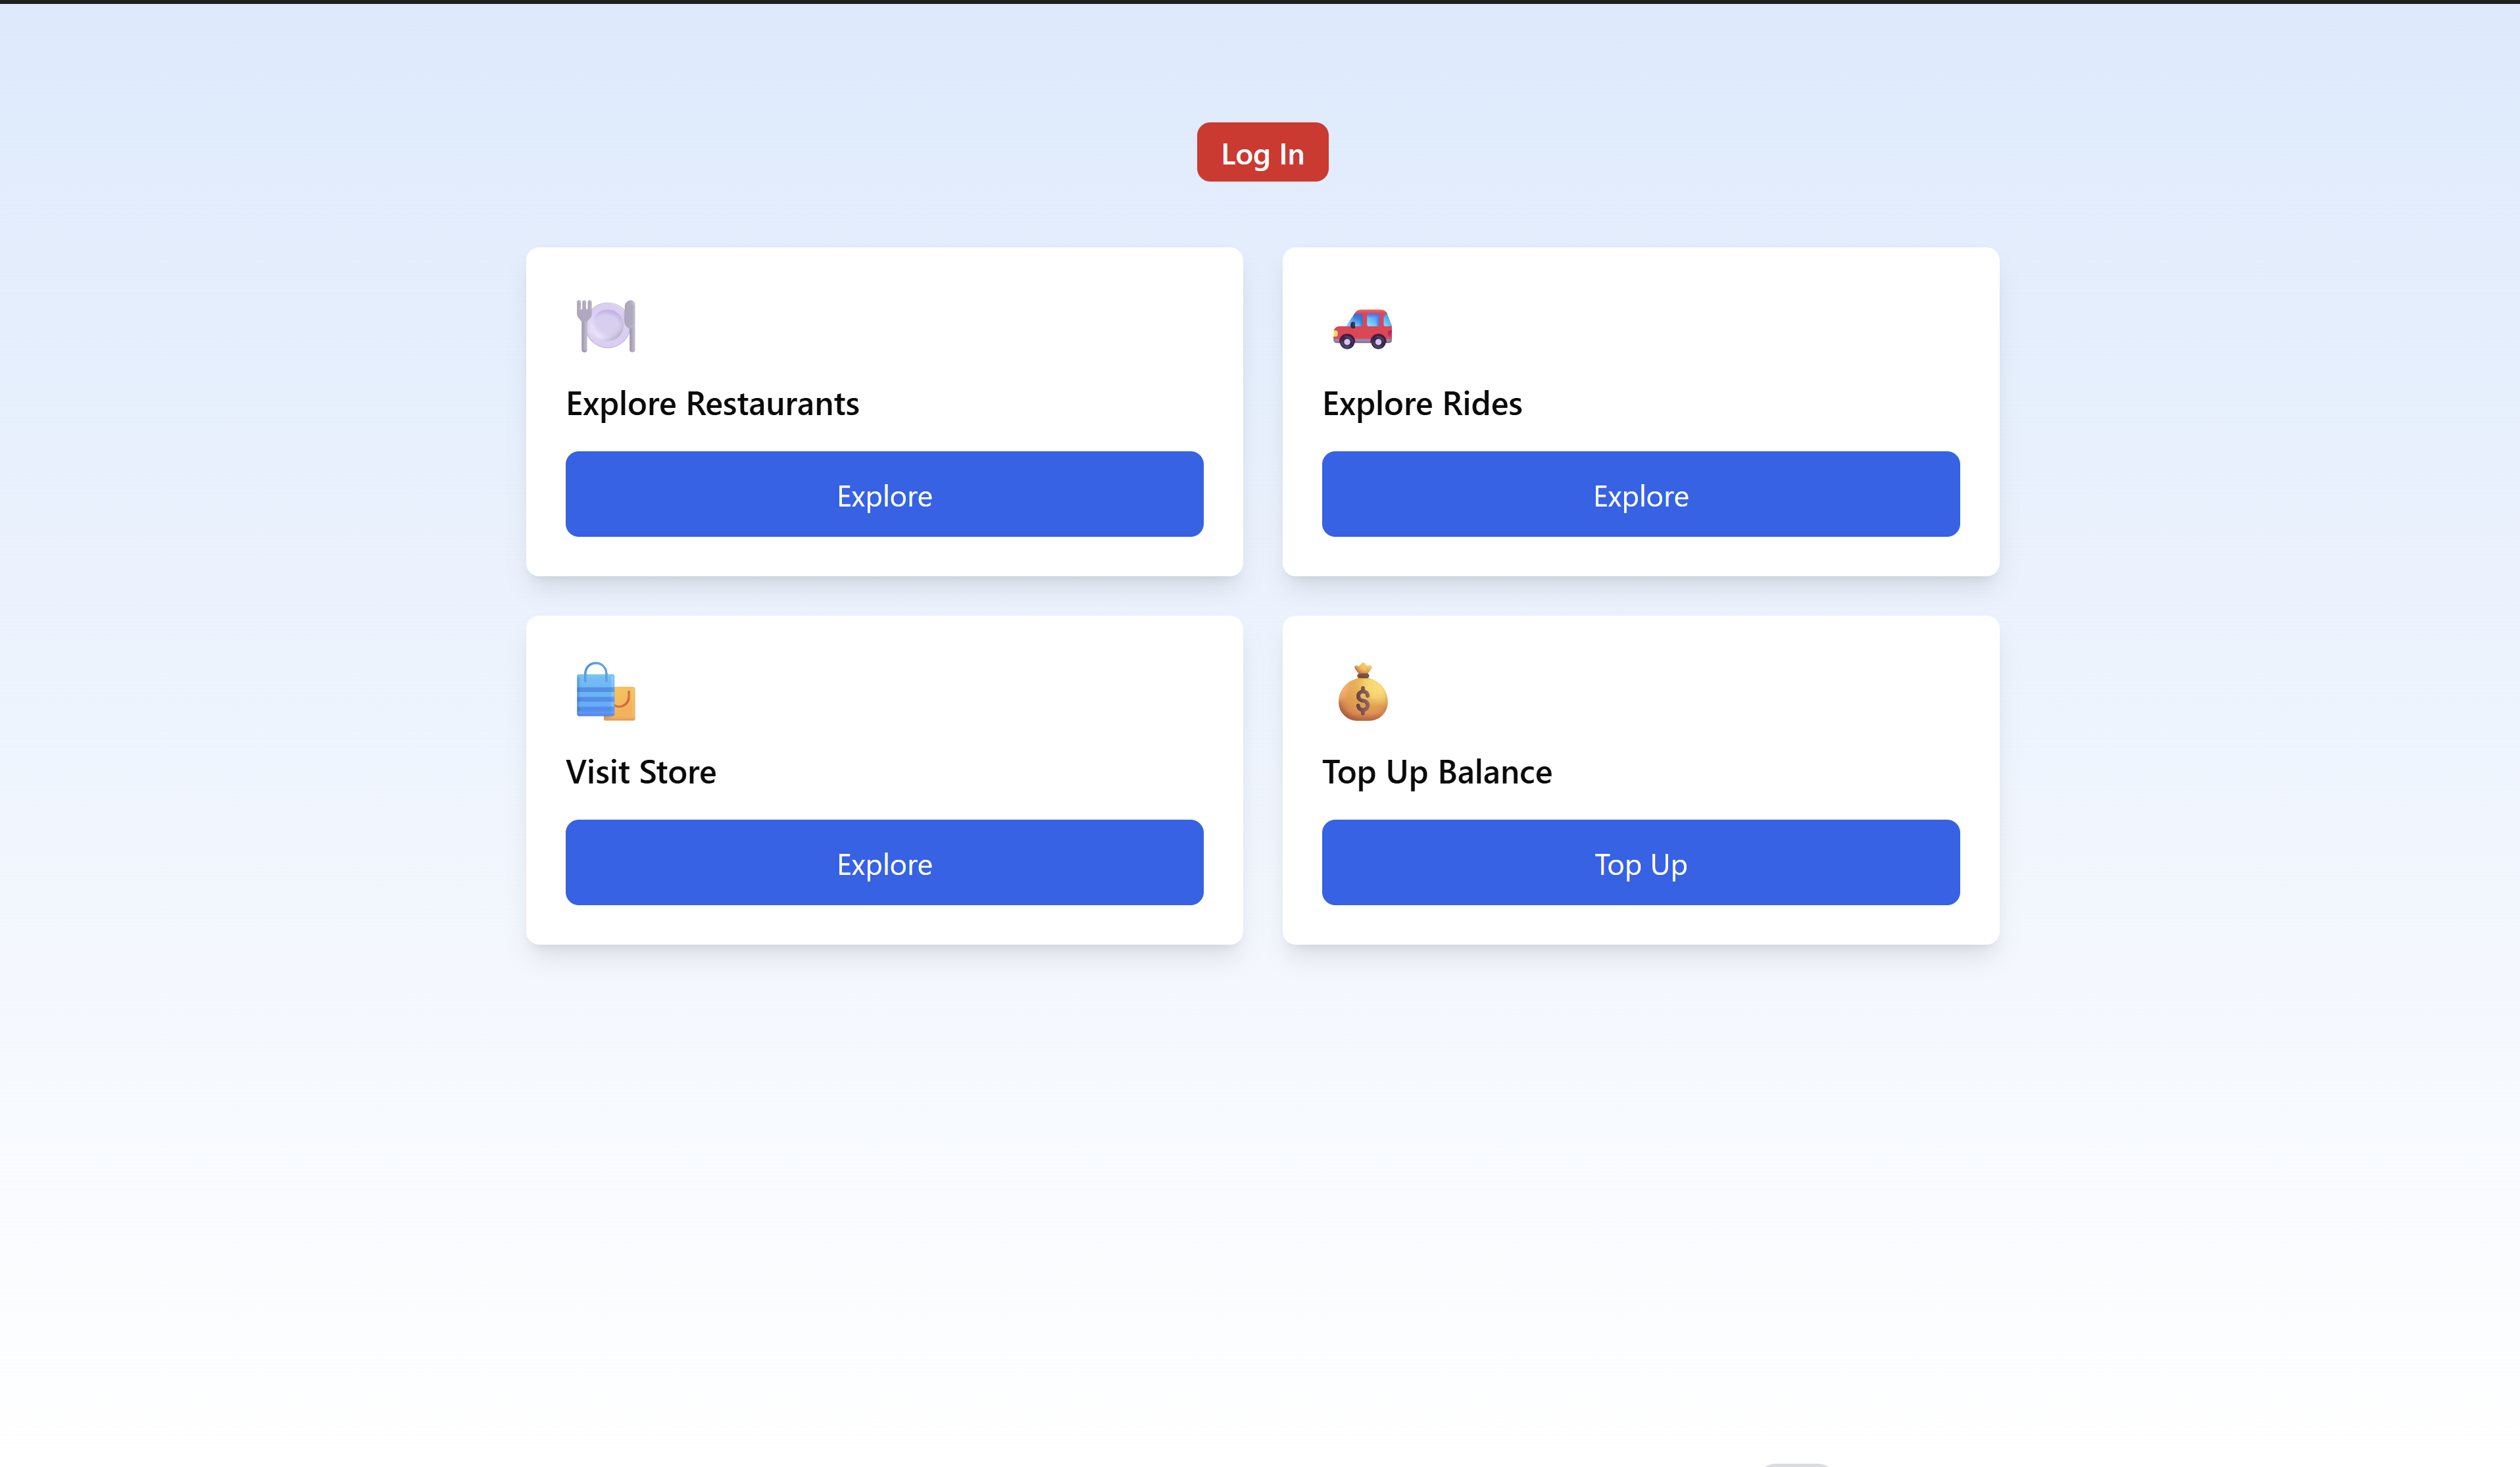 Log In
Explore Restaurants
Explore
Explore Rides
Explore
Visit Store
Explore
Top Up Balance
Top Up